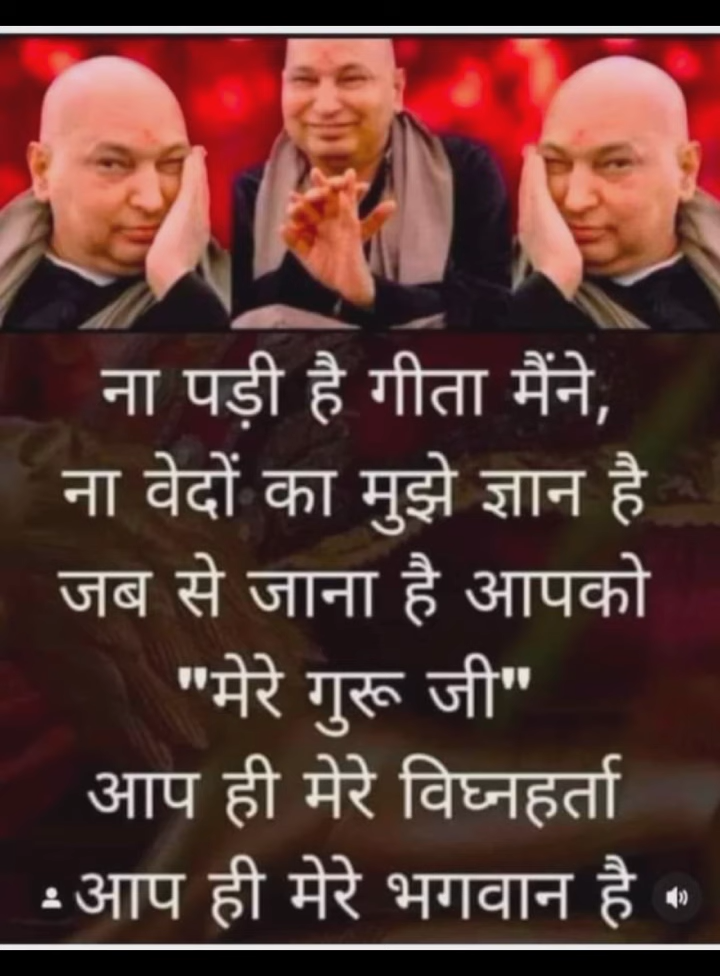 ना पड़ी है गीता मैंने,
ना वेदों का मुझे ज्ञान है
जब से जाना है आपको
"मेरे गुरू जी"
आप ही मेरे विघ्नहर्ता
आप ही मेरे भगवान है